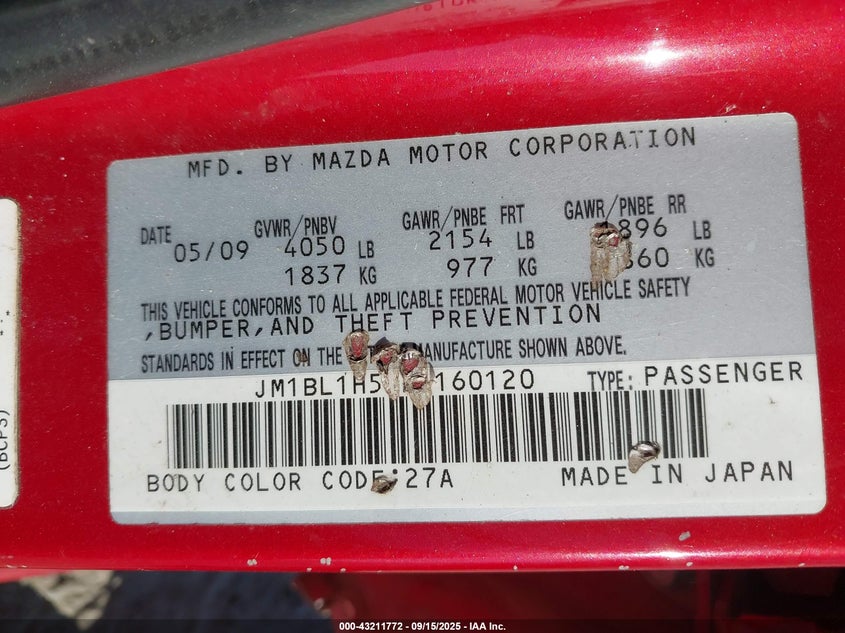 MFD. BY MAZDA MOTOR CORPORATION
DATE GVWR/PNBV GAWR/PNBE FRT GAWR/PNBE RR
05/09 4050 LB 2154 LB 896 LB
1837 KG 977 KG 60 KG
THIS VEHICLE CONFORMS TO ALL APPLICABLE FEDERAL MOTOR VEHICLE SAFETY
,BUMPER,AND THEFT PREVENTION
STANDARDS IN EFFECT ON THE MANUFACTURE SHOWN ABOVE.
JM1BL1H5 160120 TYPE: PASSENGER
BODY COLOR CODE:27A MADE IN JAPAN
(BCPS)
000-43211772 - 09/15/2025 - IAA Inc.